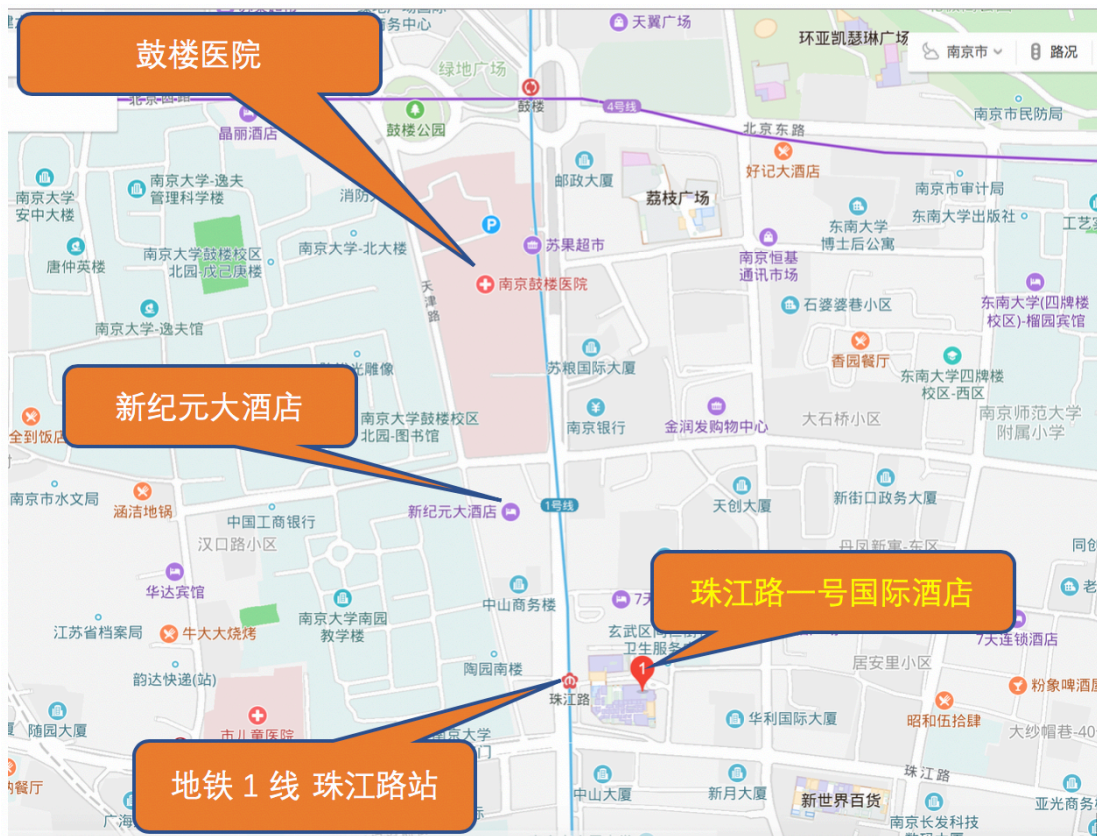 天翼广场
商务中心
环亚凯瑟琳广场
南京市
路况
鼓楼医院
绿地广场
鼓楼
4号线
北京西路
鼓楼公园
晶丽酒店
北京东路
南京市民防局
好记大酒店
邮政大厦
荔枝广场
南京大学
安中大楼
南京大学-逸夫
管理科学楼
南京市审计局
东南大学出版社
东南大学
博士后公寓
唐仲英楼
南京大学鼓楼校区
北园-戊己庚楼
南京大学-北大楼
P
苏果超市
南京恒基
通讯市场
南京鼓楼医院
天津路
石婆婆巷小区
东南大学(四牌楼
校区)-榴园宾馆
南京大学-逸夫馆
香园餐厅
苏粮国际大厦
东南大学四牌楼
校区-西区
新纪元大酒店
南京大学鼓楼校区
北园-图书馆
南京银行
金润发购物中心
大石桥小区
南京师范大学
附属小学
南京市水文局
涵洁地锅
中国工商银行
新纪元大酒店
1号线
天创大厦
新街口政务大厦
汉口路小区
丹凤新寓-东区
华达宾馆
中山商务楼
珠江路一号国际酒店
江苏省档案局
牛大大烧烤
南京大学南园
教学楼
7天连锁酒店
卫生服务
陶园南楼
居安里小区
韵达快递(站)
1
珠江路
粉象啤酒屋
随园大厦
市儿童医院
华利国际大厦
昭和伍拾肆
大纱帽巷-40
地铁 1 线 珠江路站
珠江路
中山大厦
新月大厦
新世界百货
南京长发科技
亚光商务楼